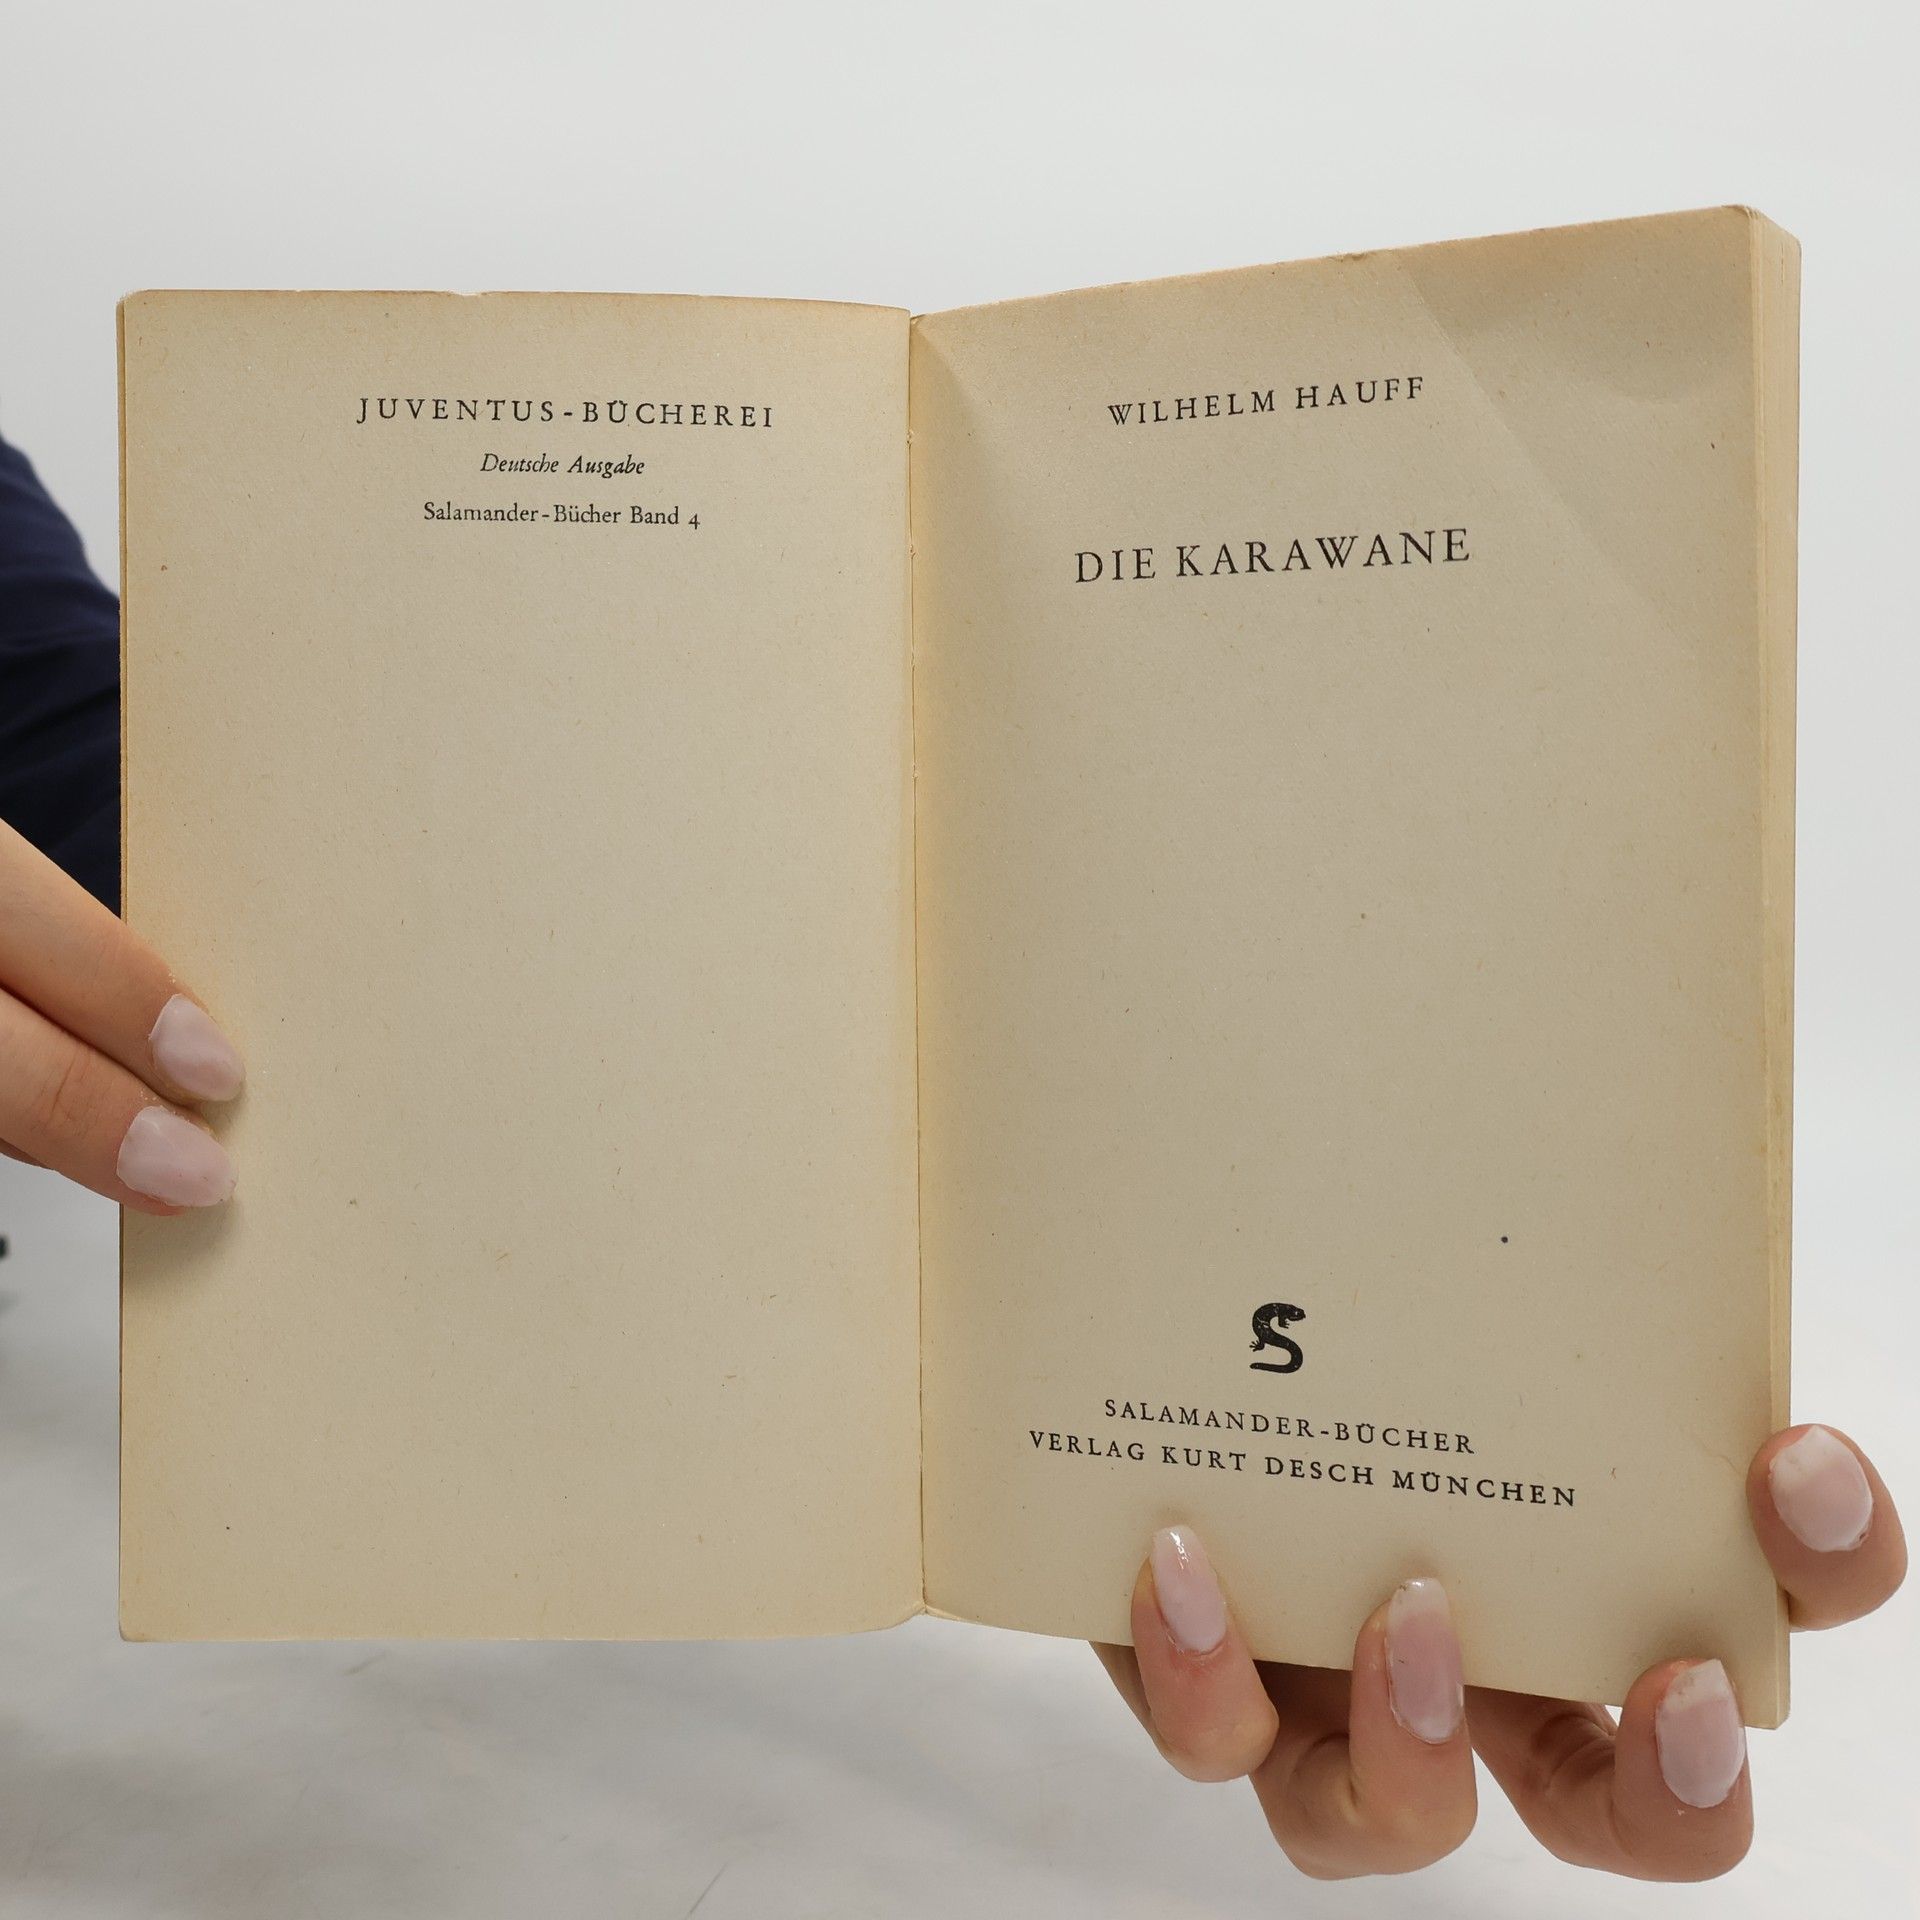 JUVENTUS-BÜCHEREI
Deutsche Ausgabe
Salamander-Bücher Band 4
WILHELM HAUFF
DIE KARAWANE
SALAMANDER-BÜCHER
VERLAG KURT DESCH MÜNCHEN